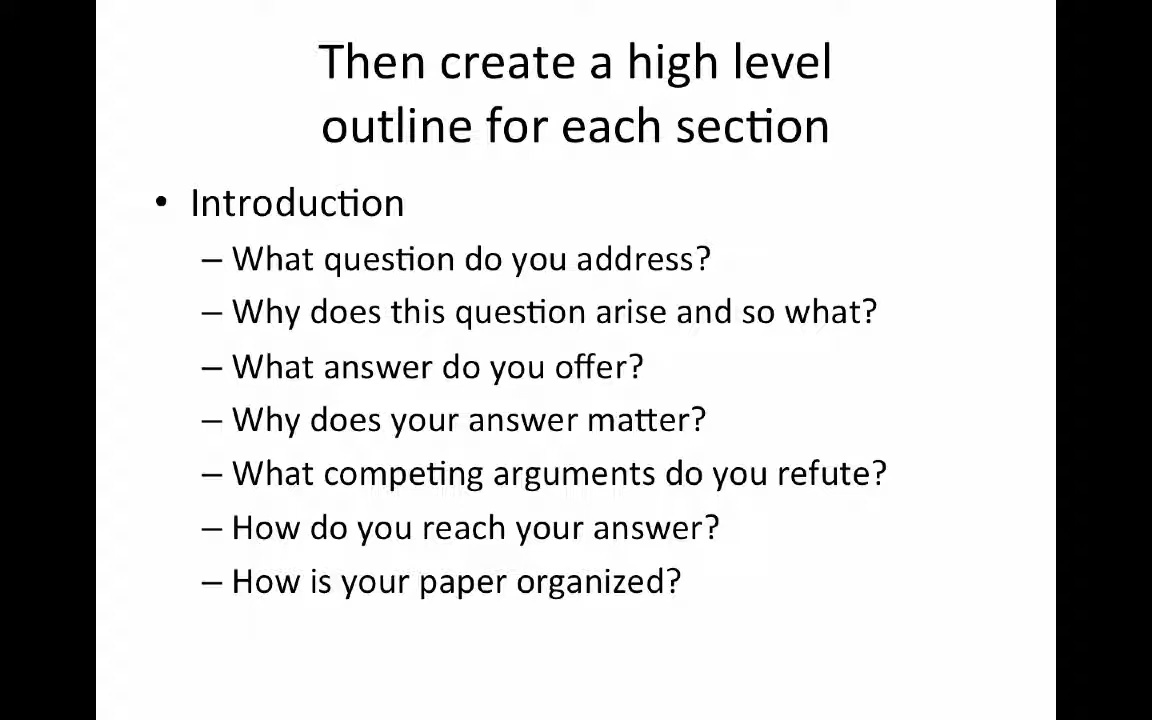 Then create a high level
outline for each section
• Introduction
– What question do you address?
– Why does this question arise and so what?
– What answer do you offer?
– Why does your answer matter?
– What competing arguments do you refute?
– How do you reach your answer?
– How is your paper organized?